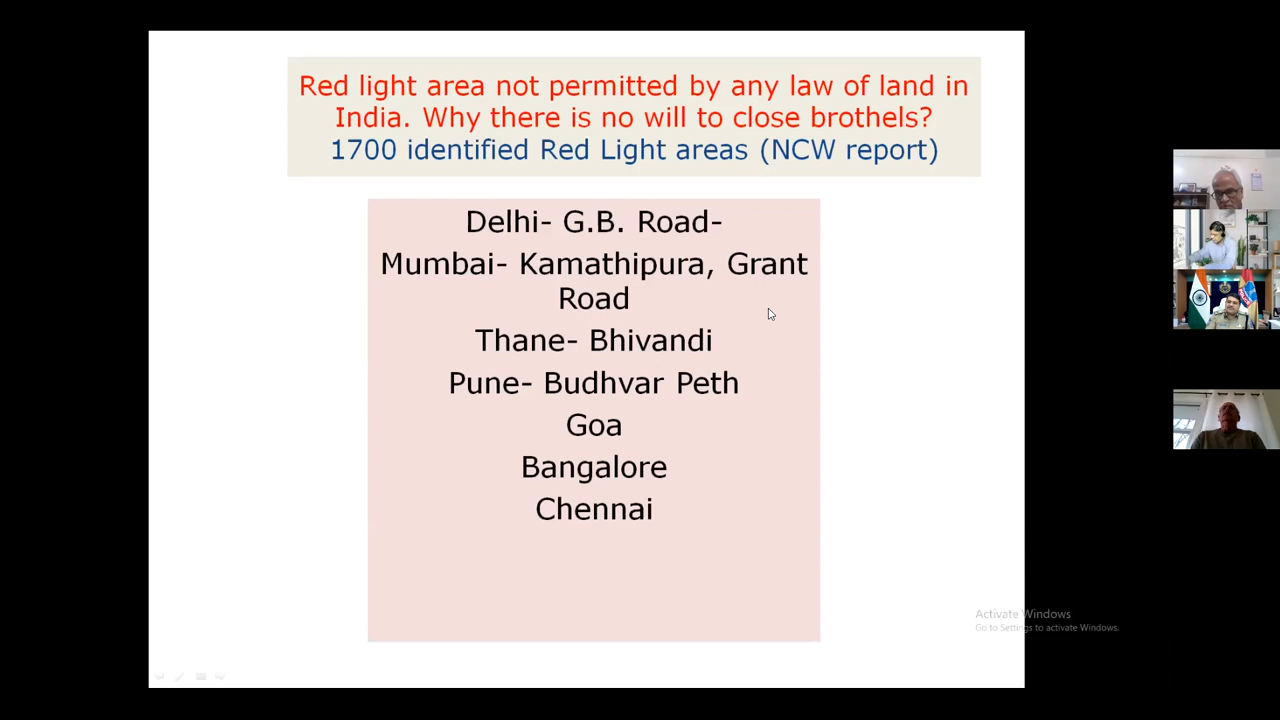 Red light area not permitted by any law of land in
India. Why there is no will to close brothels?
1700 identified Red Light areas (NCW report)
Delhi- G.B. Road-
Mumbai- Kamathipura, Grant
Road
Thane- Bhivandi
Pune- Budhvar Peth
Goa
Bangalore
Chennai
Activate Windows
Go to Settings to activate Windows.